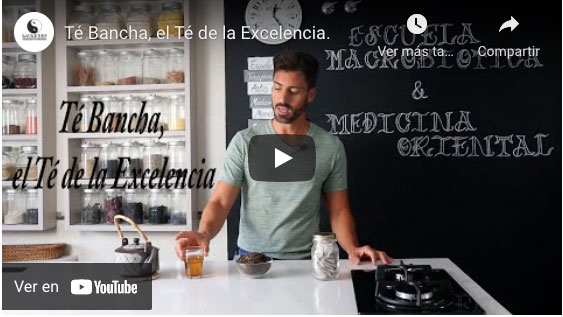 Té Bancha, el Té de la Excelencia.
Ver más ta...
Compartir
ESCUELA
MACROBIÓTICA
&
MEDICINA
ORIENTAL
Té Bancha,
el Té de la Excelencia
Ver en YouTube